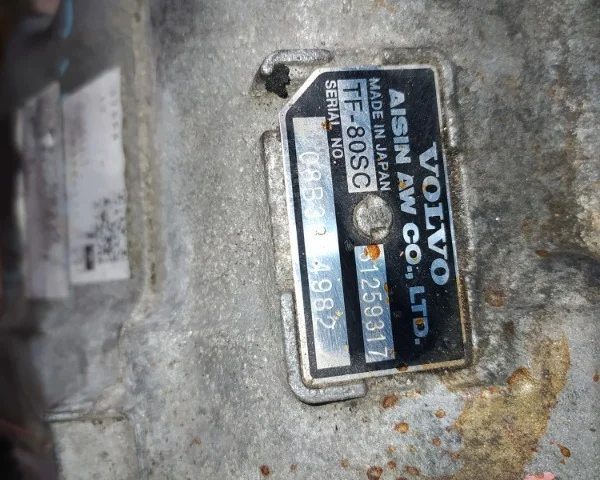 VOLVO
AISIN AW CO., LTD.
MADE IN JAPAN
TF-80SC 31259317
SERIAL NO.
4982